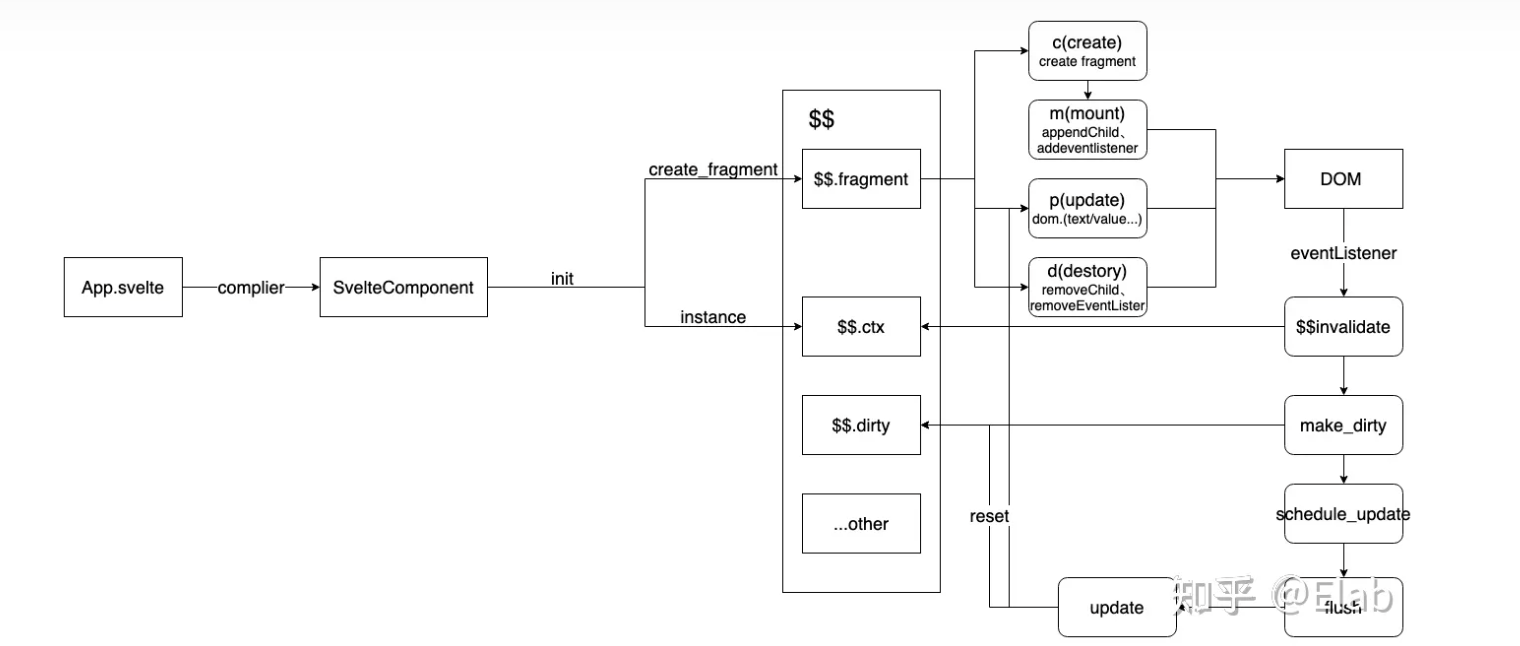 c(create)
create fragment
$$
m(mount)
appendChild、
addeventlistener
create_fragment
$$.fragment
p(update)
dom.(text/value...)
DOM
eventListener
App.svelte
complier
SvelteComponent
init
d(destory)
removeChild、
removeEventLister
instance
$$.ctx
$$invalidate
$$.dirty
make_dirty
...other
reset
schedule_update
update
flush
知乎 @Elab